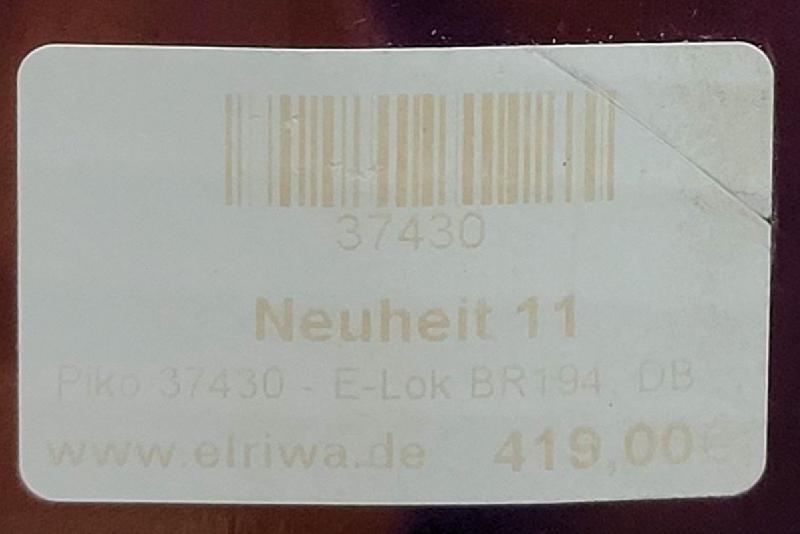 37430
Neuheit 11
Piko 37430 - E-Lok BR194, DB
www.elriwa.de 419,00€